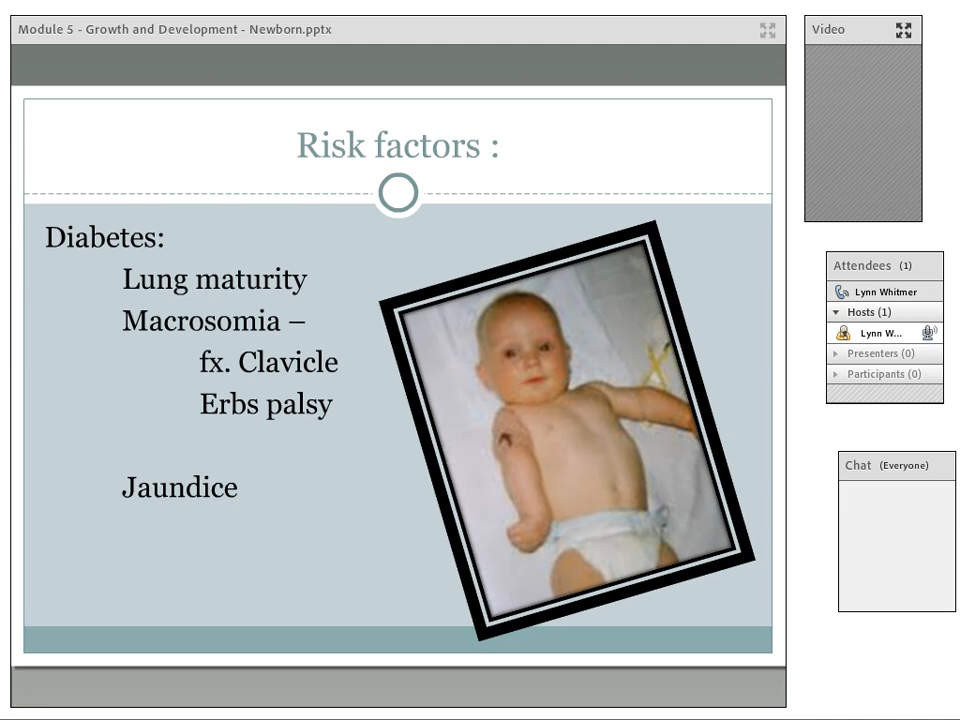 Module 5 - Growth and Development - Newborn.pptx
Risk factors :
Diabetes:
Lung maturity
Macrosomia –
fx. Clavicle
Erbs palsy
Jaundice
Video
Attendees (1)
Lynn Whitmer
Hosts (1)
Lynn W...
Presenters (0)
Participants (0)
Chat (Everyone)